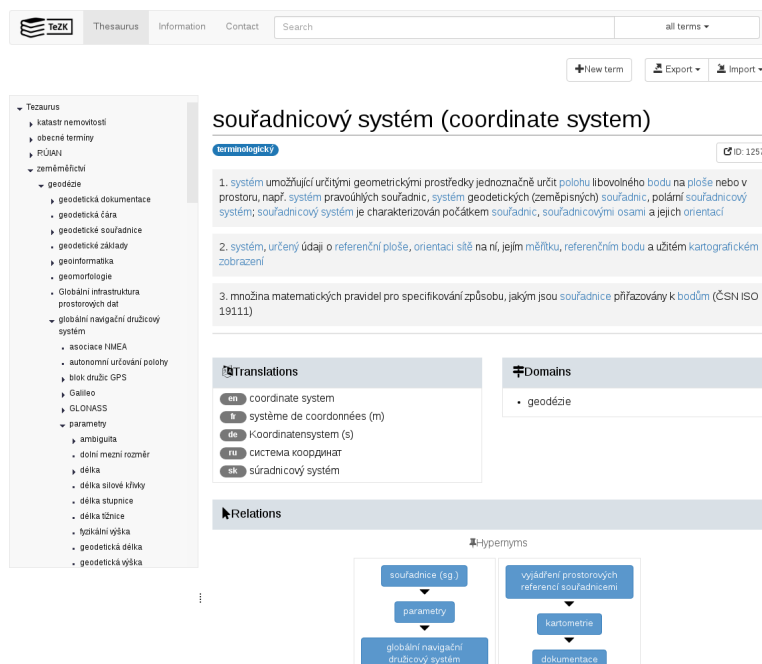 TeZK
Thesaurus
Information
Contact
Search
all terms
New term
Export
Import
Tezaurus
katastr nemovitostí
obecné termíny
RÚIAN
zeměměřictví
geodézie
geodetická dokumentace
geodetická čára
geodetické souřadnice
geodetické základy
geoinformatika
geomorfologie
Globální infrastruktura
prostorových dat
globální navigační družicový
systém
asociace NMEA
autonomní určování polohy
blok družic GPS
Galileo
GLONASS
parametry
ambiguita
dolní mezní rozměr
délka
délka silové křivky
délka stupnice
délka tížnice
fyzikální výška
geodetická délka
geodetická výška
souřadnicový systém (coordinate system)
terminologický
ID: 1257
1. systém umožňující určitými geometrickými prostředky jednoznačně určit polohu libovolného bodu na ploše nebo v
prostoru, např. systém pravoúhlých souřadnic, systém geodetických (zeměpisných) souřadnic, polární souřadnicový
systém; souřadnicový systém je charakterizován počátkem souřadnic, souřadnicovými osami a jejich orientací
2. systém, určený údaji o referenční ploše, orientaci sítě na ní, jejím měřítku, referenčním bodu a užitém kartografickém
zobrazení
3. množina matematických pravidel pro specifikování způsobu, jakým jsou souřadnice přiřazovány k bodům (ČSN ISO
19111)
Translations
en coordinate system
fr système de coordonnées (m)
de Koordinatensystem (s)
ru система координат
sk súradnicový systém
Domains
geodézie
Relations
Hypernyms
souřadnice (sg.)
parametry
globální navigační
družicový systém
vyjádření prostorových
referencí souřadnicemi
kartometrie
dokumentace